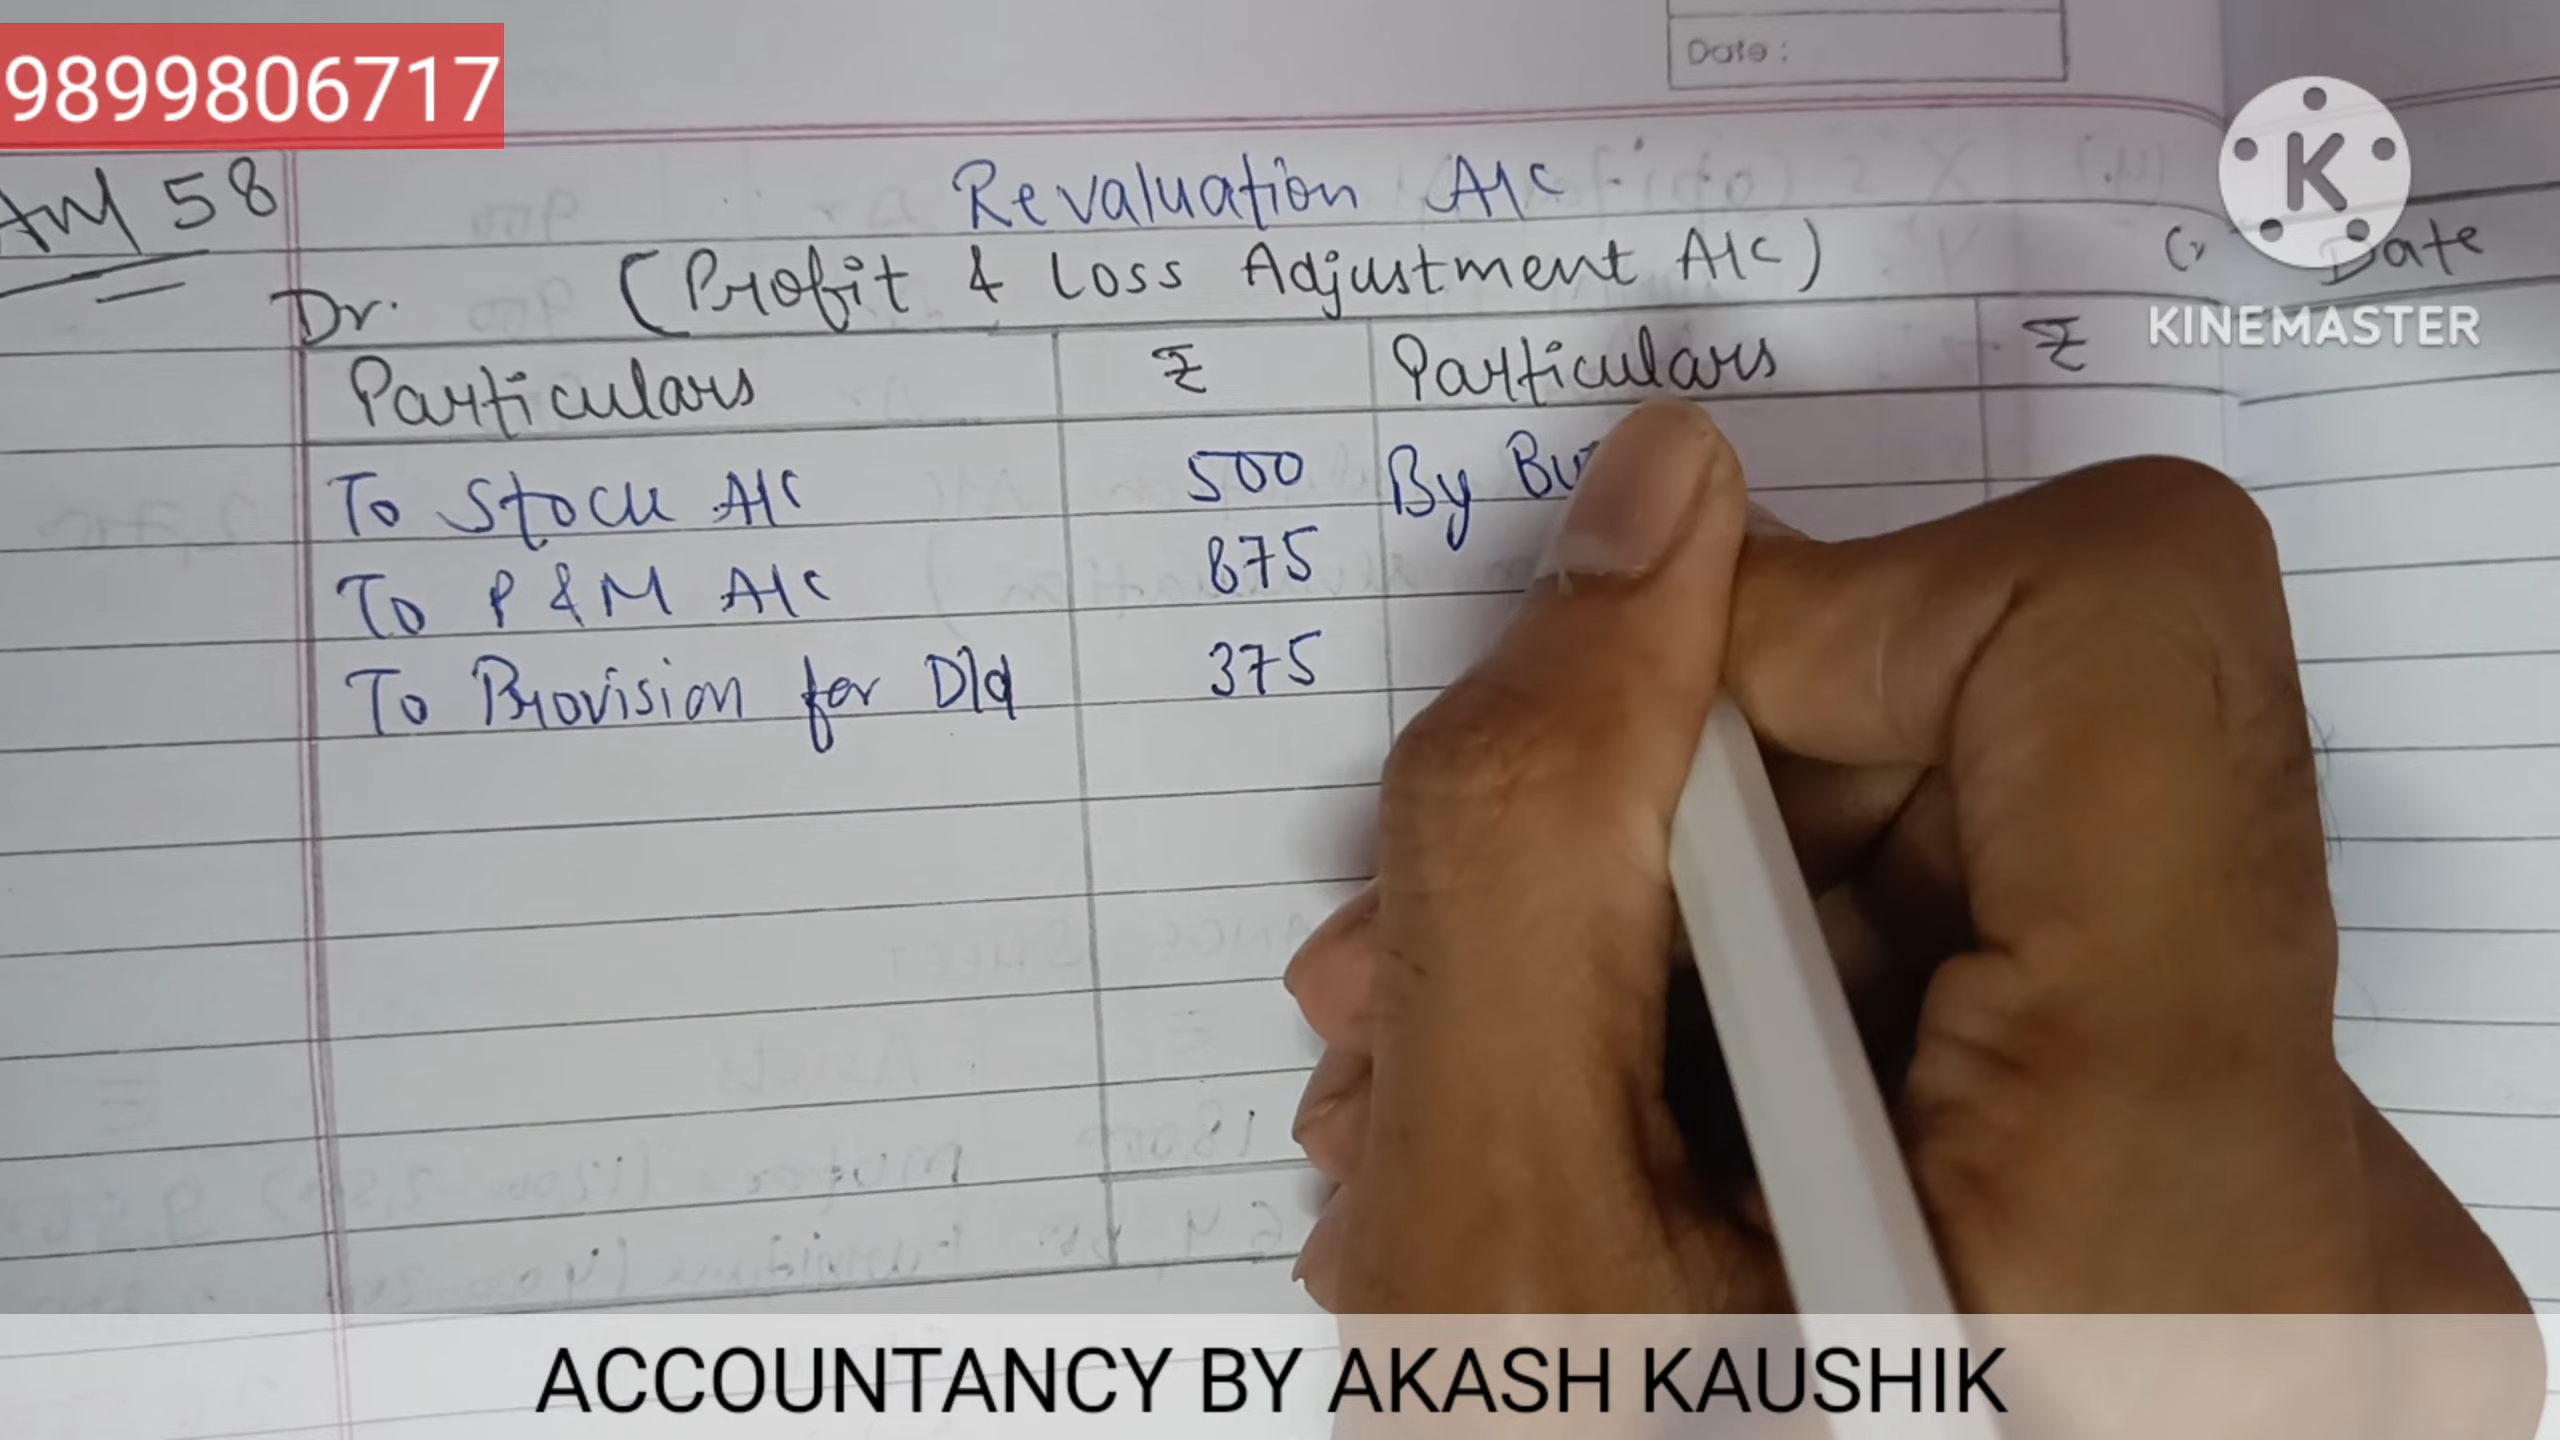 9899806717
Date :
Ans 58
Revaluation A/c
(Profit & Loss Adjustment A/c)
Date
KINEMASTER
Dr.
Particulars ₹ Particulars ₹
To Stock A/c 500 By Bu
To P & M A/c 875
To Provision for D/d 375
ACCOUNTANCY BY AKASH KAUSHIK